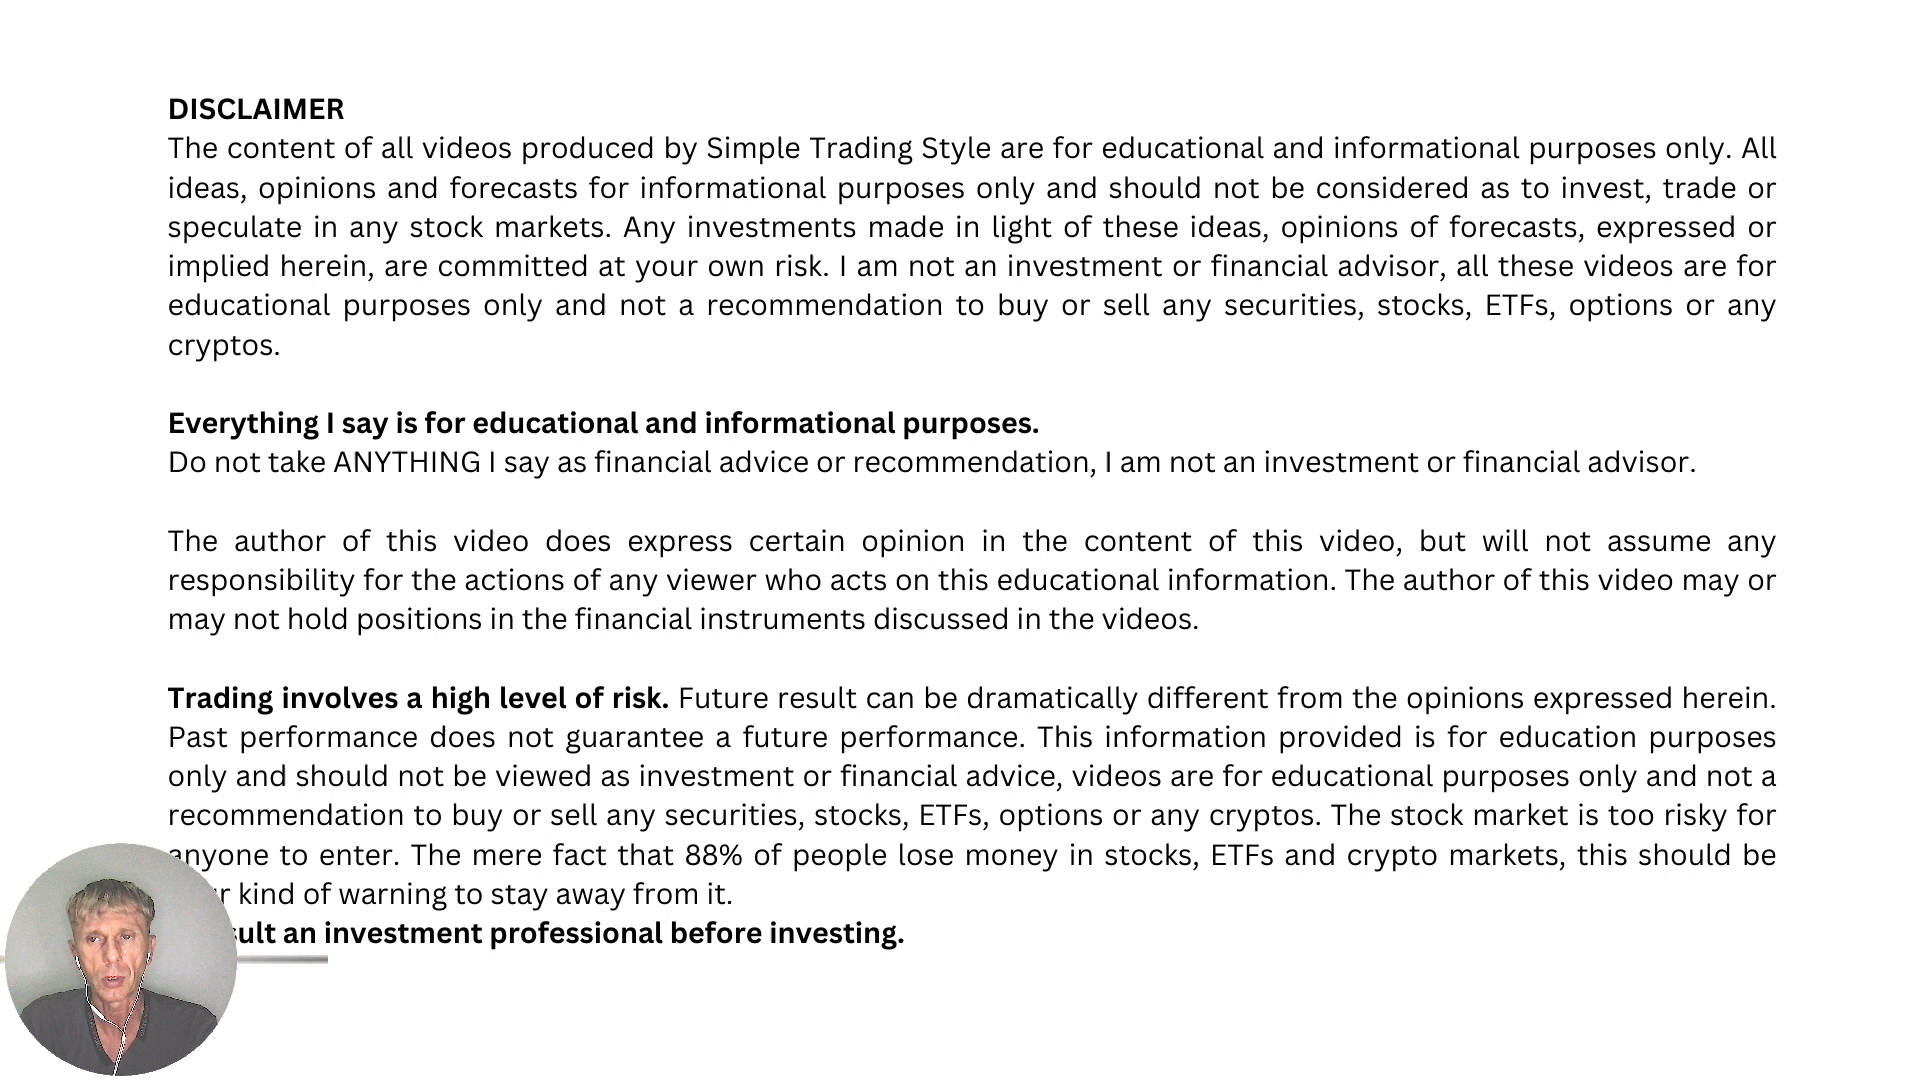 DISCLAIMER
The content of all videos produced by Simple Trading Style are for educational and informational purposes only. All
ideas, opinions and forecasts for informational purposes only and should not be considered as to invest, trade or
speculate in any stock markets. Any investments made in light of these ideas, opinions of forecasts, expressed or
implied herein, are committed at your own risk. I am not an investment or financial advisor, all these videos are for
educational purposes only and not a recommendation to buy or sell any securities, stocks, ETFs, options or any
cryptos.
Everything I say is for educational and informational purposes.
Do not take ANYTHING I say as financial advice or recommendation, I am not an investment or financial advisor.
The author of this video does express certain opinion in the content of this video, but will not assume any
responsibility for the actions of any viewer who acts on this educational information. The author of this video may or
may not hold positions in the financial instruments discussed in the videos.
Trading involves a high level of risk. Future result can be dramatically different from the opinions expressed herein.
Past performance does not guarantee a future performance. This information provided is for education purposes
only and should not be viewed as investment or financial advice, videos are for educational purposes only and not a
recommendation to buy or sell any securities, stocks, ETFs, options or any cryptos. The stock market is too risky for
anyone to enter. The mere fact that 88% of people lose money in stocks, ETFs and crypto markets, this should be
kind of warning to stay away from it.
an investment professional before investing.